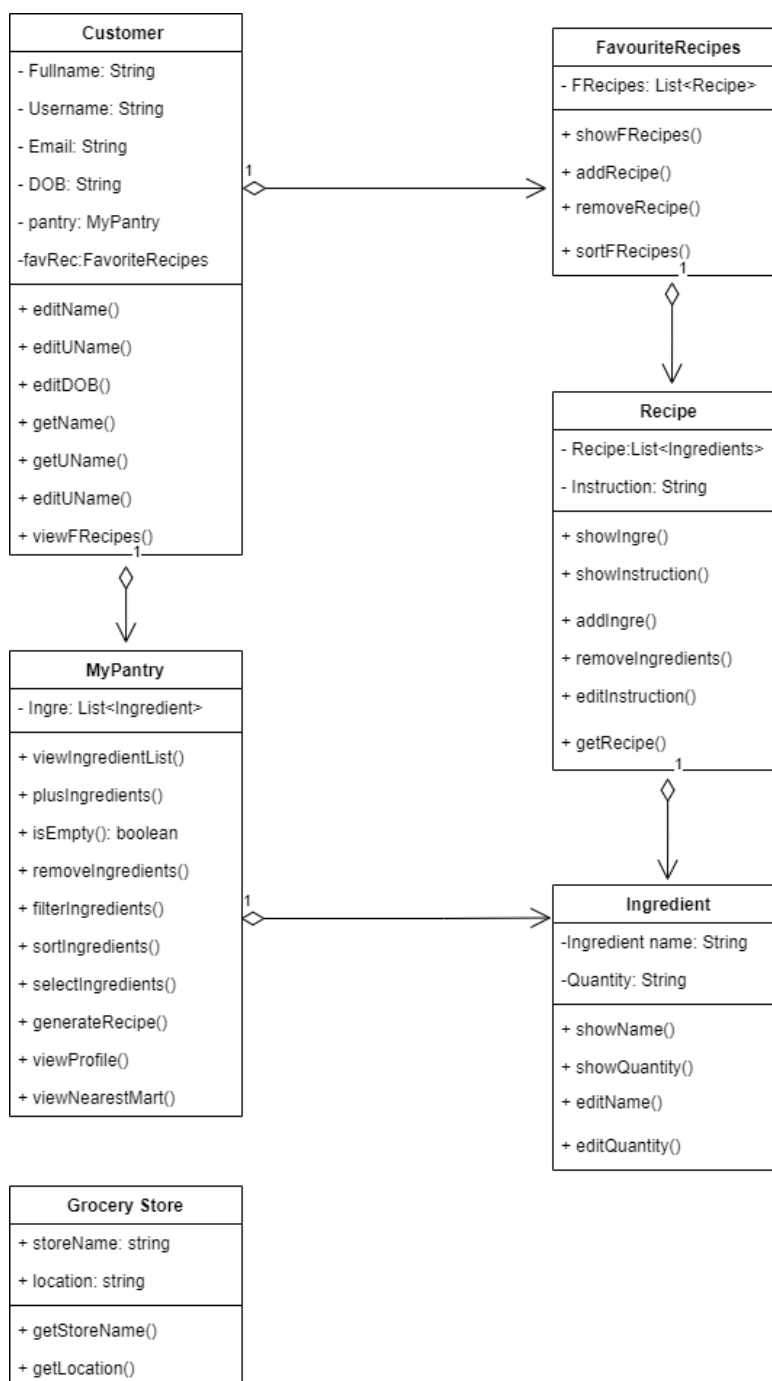 Customer
- Fullname: String
- Username: String
- Email: String
- DOB: String
- pantry: MyPantry
-favRec:FavoriteRecipes
+ editName()
+ editUName()
+ editDOB()
+ getName()
+ getUName()
+ editUName()
+ viewFRecipes()
1
1
FavouriteRecipes
- FRecipes: List<Recipe>
+ showFRecipes()
+ addRecipe()
+ removeRecipe()
+ sortFRecipes()
1
Recipe
- Recipe:List<Ingredients>
- Instruction: String
+ showIngre()
+ showInstruction()
+ addIngre()
+ removeIngredients()
+ editInstruction()
+ getRecipe()
1
MyPantry
- Ingre: List<Ingredient>
+ viewIngredientList()
+ plusIngredients()
+ isEmpty(): boolean
+ removeIngredients()
+ filterIngredients()
+ sortIngredients()
+ selectIngredients()
+ generateRecipe()
+ viewProfile()
+ viewNearestMart()
1
Ingredient
-Ingredient name: String
-Quantity: String
+ showName()
+ showQuantity()
+ editName()
+ editQuantity()
Grocery Store
+ storeName: string
+ location: string
+ getStoreName()
+ getLocation()